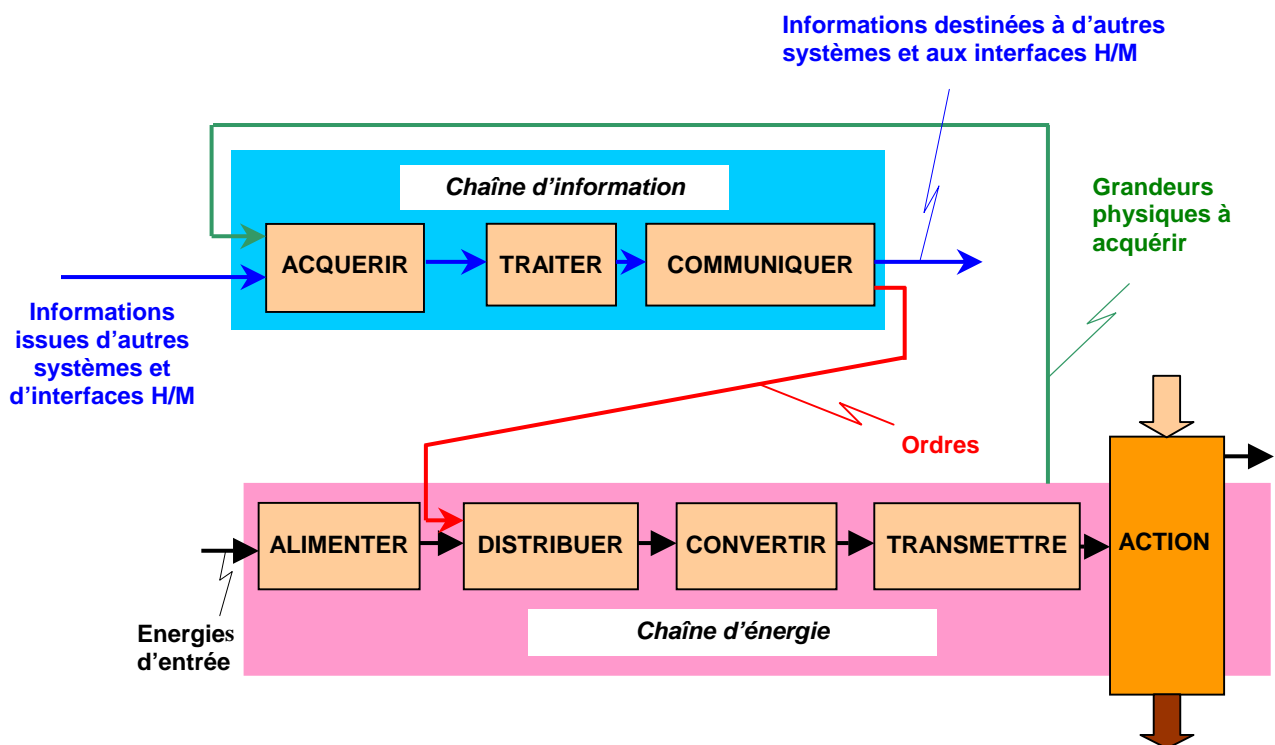 Informations destinées à d'autres
systèmes et aux interfaces H/M
Chaîne d'information
Grandeurs
physiques à
acquérir
ACQUERIR
TRAITER
COMMUNIQUER
Informations
issues d'autres
systèmes et
d'interfaces H/M
Ordres
ALIMENTER
DISTRIBUER
CONVERTIR
TRANSMETTRE
ACTION
Energies
d'entrée
Chaîne d'énergie